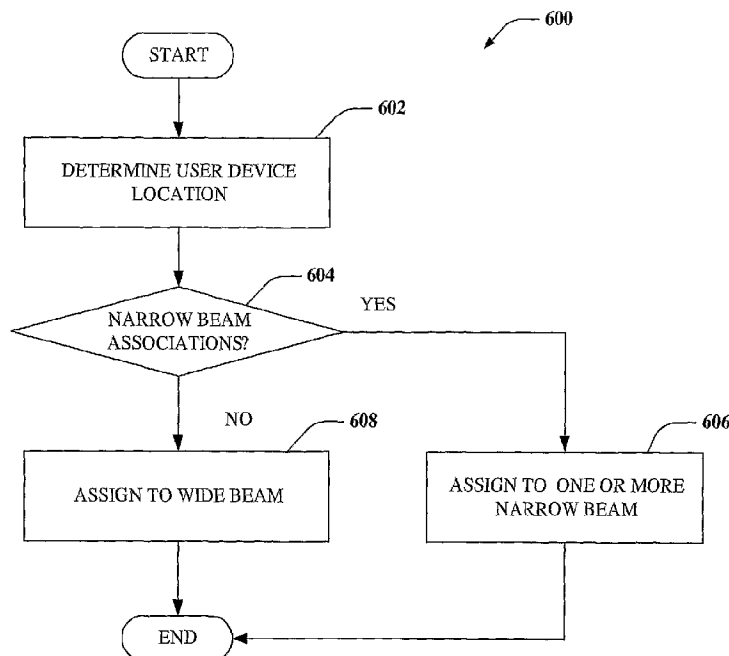 600
START
602
DETERMINE USER DEVICE
LOCATION
604
NARROW BEAM
ASSOCIATIONS?
YES
NO
608
606
ASSIGN TO WIDE BEAM
ASSIGN TO ONE OR MORE
NARROW BEAM
END